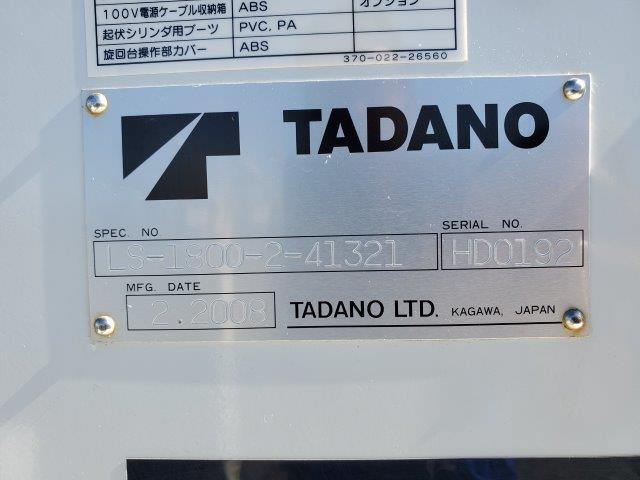 100V電源ケーブル収納箱 ABS オプション
起伏シリンダ用ブーツ PVC, PA
旋回台操作部カバー ABS
370-022-26560
TADANO
SPEC. NO SERIAL NO.
LS-1900-2-41321 HD0192
MFG. DATE
2.2008 TADANO LTD. KAGAWA, JAPAN